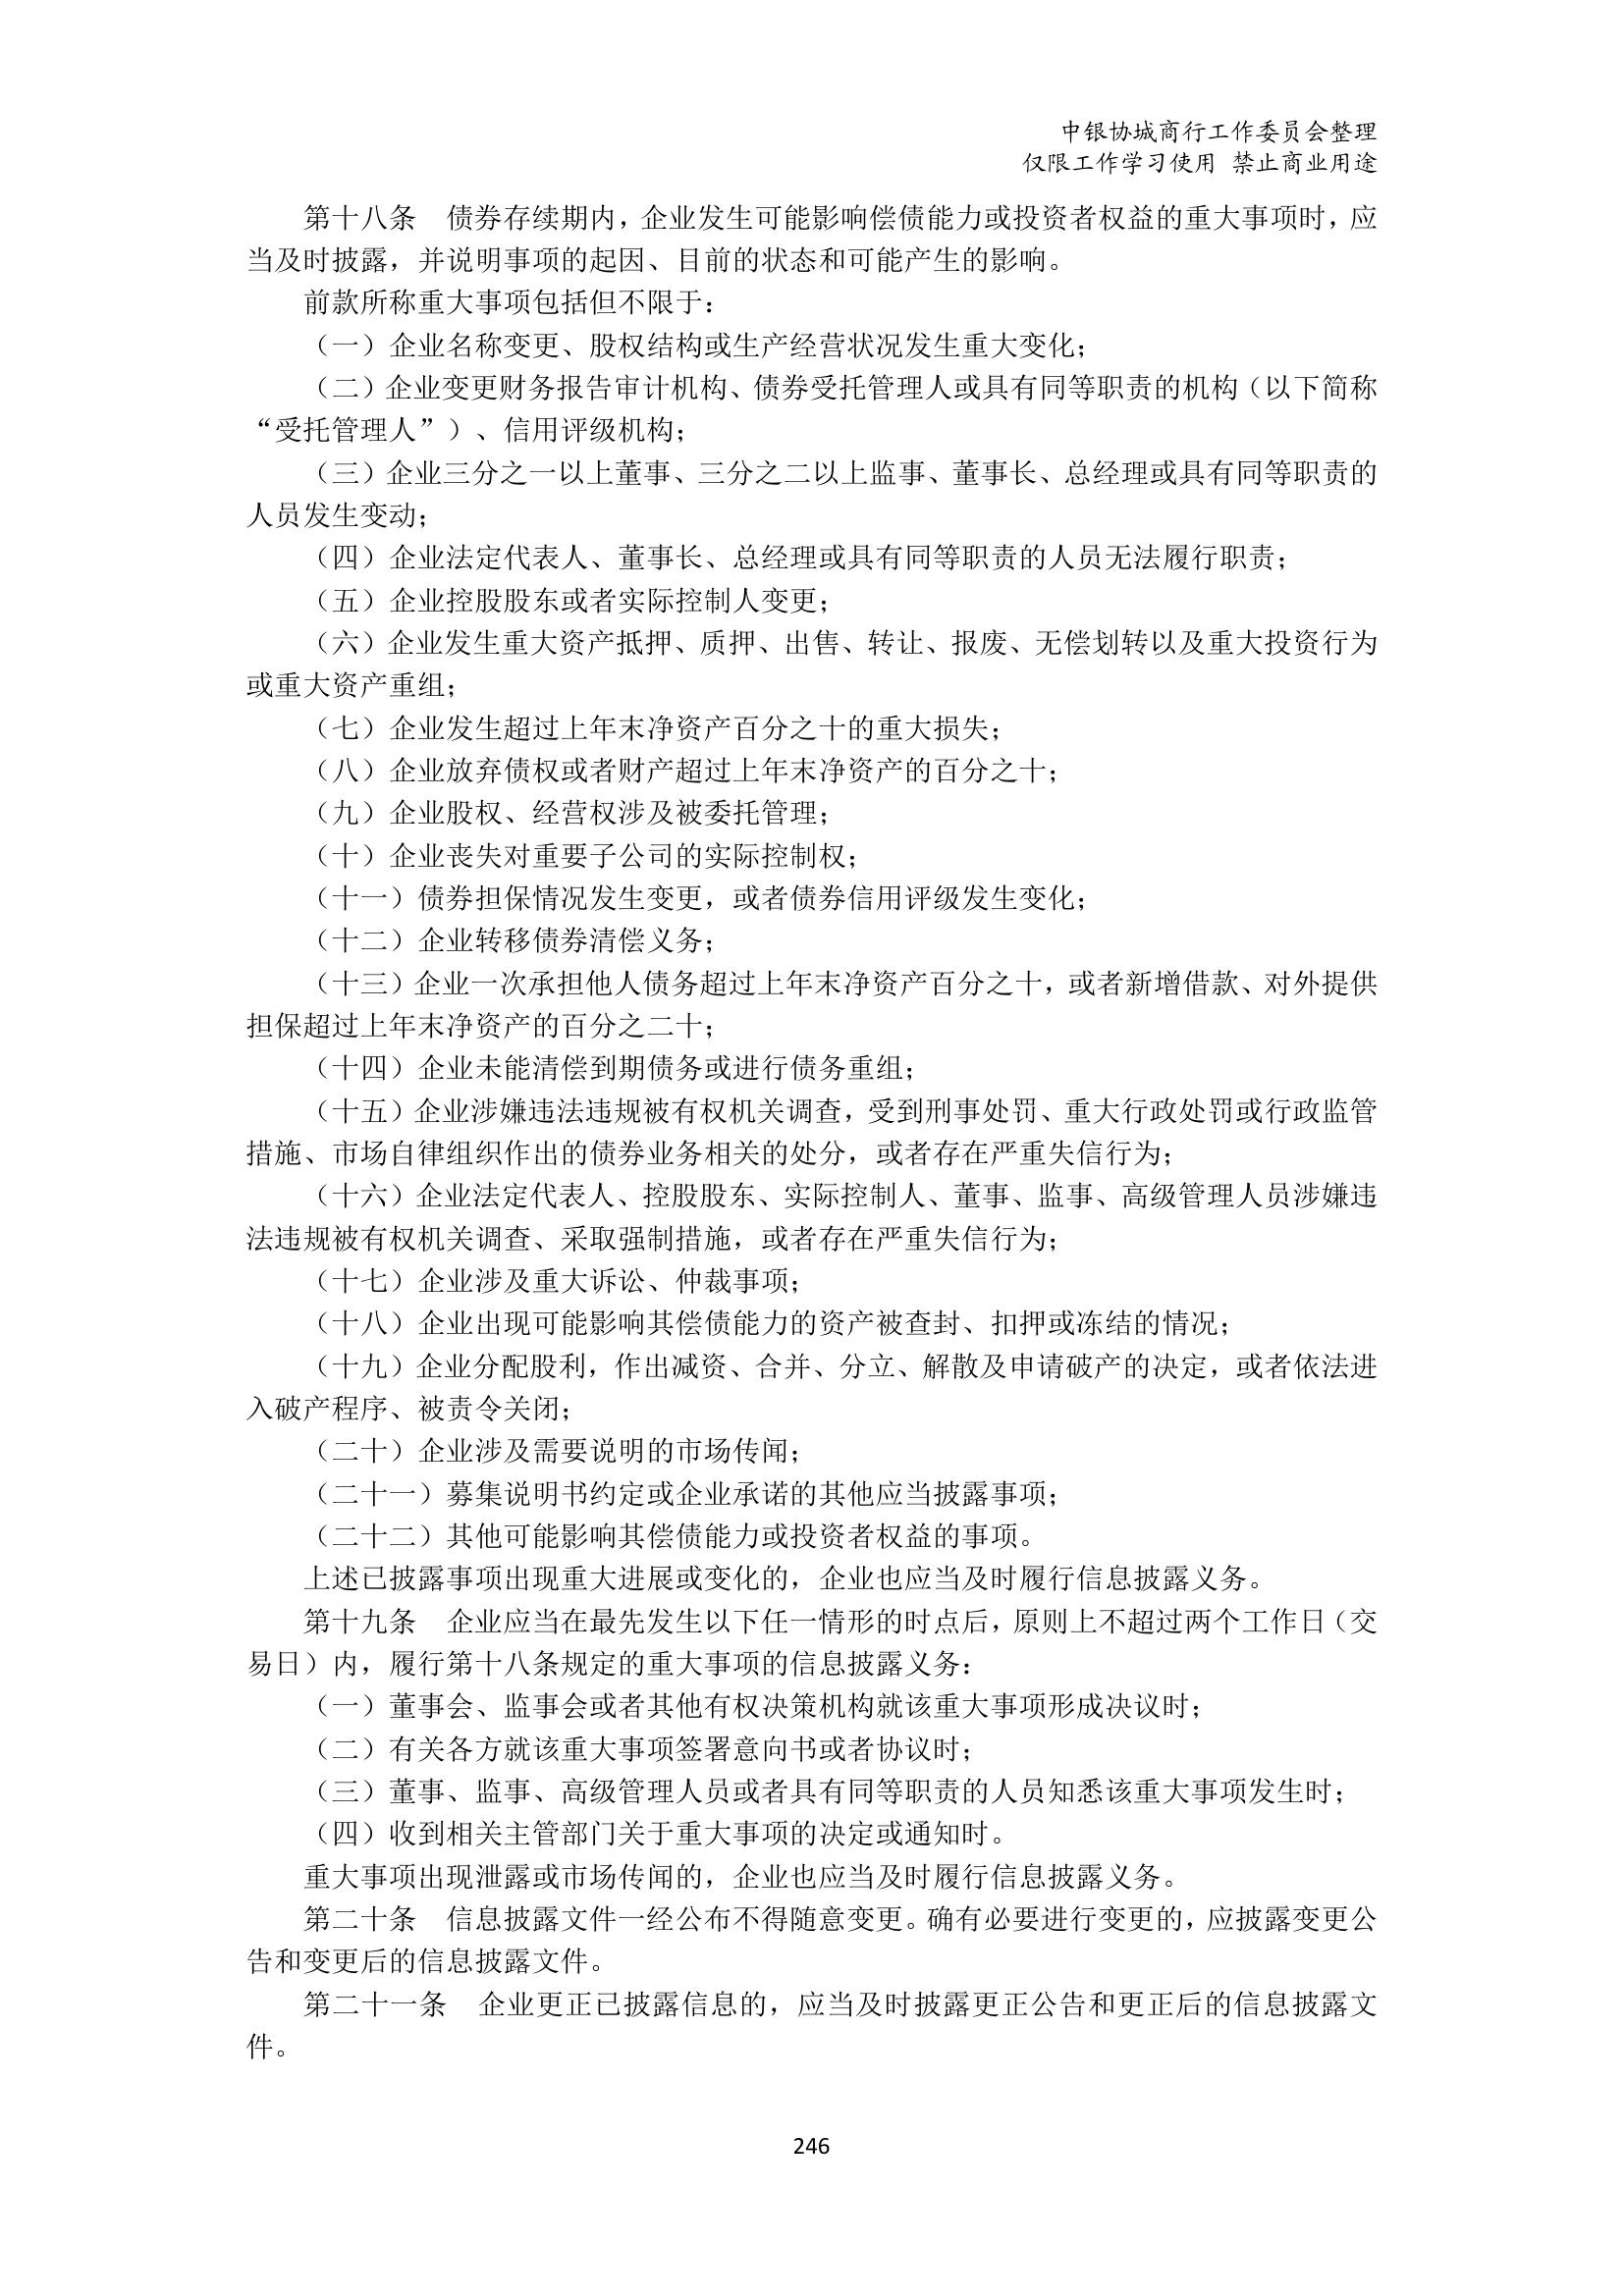 中银协城商行工作委员会整理
仅限工作学习使用 禁止商业用途
第十八条 债券存续期内，企业发生可能影响偿债能力或投资者权益的重大事项时，应
当及时披露，并说明事项的起因、目前的状态和可能产生的影响。
前款所称重大事项包括但不限于：
（一）企业名称变更、股权结构或生产经营状况发生重大变化；
（二）企业变更财务报告审计机构、债券受托管理人或具有同等职责的机构（以下简称
“受托管理人”）、信用评级机构；
（三）企业三分之一以上董事、三分之二以上监事、董事长、总经理或具有同等职责的
人员发生变动；
（四）企业法定代表人、董事长、总经理或具有同等职责的人员无法履行职责；
（五）企业控股股东或者实际控制人变更；
（六）企业发生重大资产抵押、质押、出售、转让、报废、无偿划转以及重大投资行为
或重大资产重组；
（七）企业发生超过上年末净资产百分之十的重大损失；
（八）企业放弃债权或者财产超过上年末净资产的百分之十；
（九）企业股权、经营权涉及被委托管理；
（十）企业丧失对重要子公司的实际控制权；
（十一）债券担保情况发生变更，或者债券信用评级发生变化；
（十二）企业转移债券清偿义务；
（十三）企业一次承担他人债务超过上年末净资产百分之十，或者新增借款、对外提供
担保超过上年末净资产的百分之二十；
（十四）企业未能清偿到期债务或进行债务重组；
（十五）企业涉嫌违法违规被有权机关调查，受到刑事处罚、重大行政处罚或行政监管
措施、市场自律组织作出的债券业务相关的处分，或者存在严重失信行为；
（十六）企业法定代表人、控股股东、实际控制人、董事、监事、高级管理人员涉嫌违
法违规被有权机关调查、采取强制措施，或者存在严重失信行为；
（十七）企业涉及重大诉讼、仲裁事项；
（十八）企业出现可能影响其偿债能力的资产被查封、扣押或冻结的情况；
（十九）企业分配股利，作出减资、合并、分立、解散及申请破产的决定，或者依法进
入破产程序、被责令关闭；
（二十）企业涉及需要说明的市场传闻；
（二十一）募集说明书约定或企业承诺的其他应当披露事项；
（二十二）其他可能影响其偿债能力或投资者权益的事项。
上述已披露事项出现重大进展或变化的，企业也应当及时履行信息披露义务。
第十九条 企业应当在最先发生以下任一情形的时点后，原则上不超过两个工作日（交
易日）内，履行第十八条规定的重大事项的信息披露义务：
（一）董事会、监事会或者其他有权决策机构就该重大事项形成决议时；
（二）有关各方就该重大事项签署意向书或者协议时；
（三）董事、监事、高级管理人员或者具有同等职责的人员知悉该重大事项发生时；
（四）收到相关主管部门关于重大事项的决定或通知时。
重大事项出现泄露或市场传闻的，企业也应当及时履行信息披露义务。
第二十条 信息披露文件一经公布不得随意变更。确有必要进行变更的，应披露变更公
告和变更后的信息披露文件。
第二十一条 企业更正已披露信息的，应当及时披露更正公告和更正后的信息披露文
件。
246